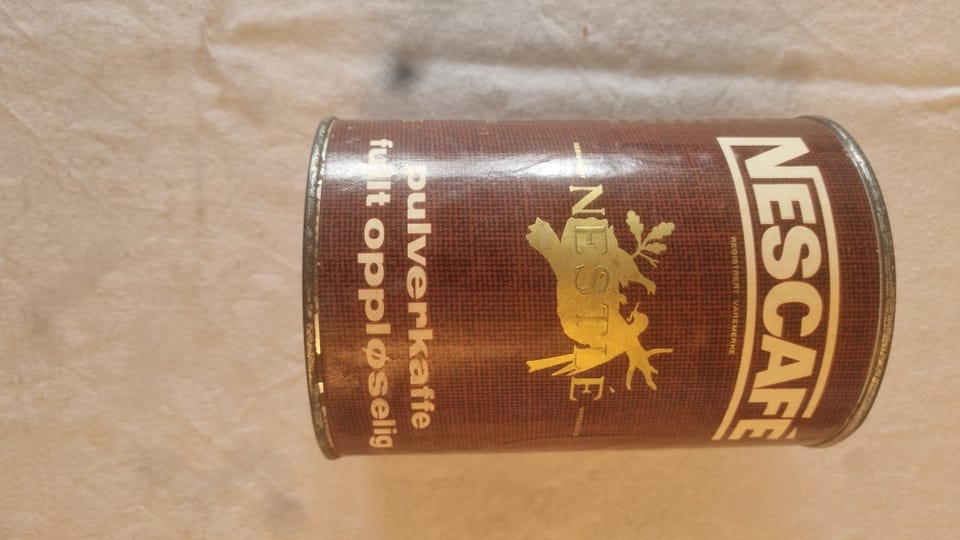 NESCAFÉ
REGISTRERT VAREMERKE
NESTLÉ
pulverkaffe
fullt oppløselig